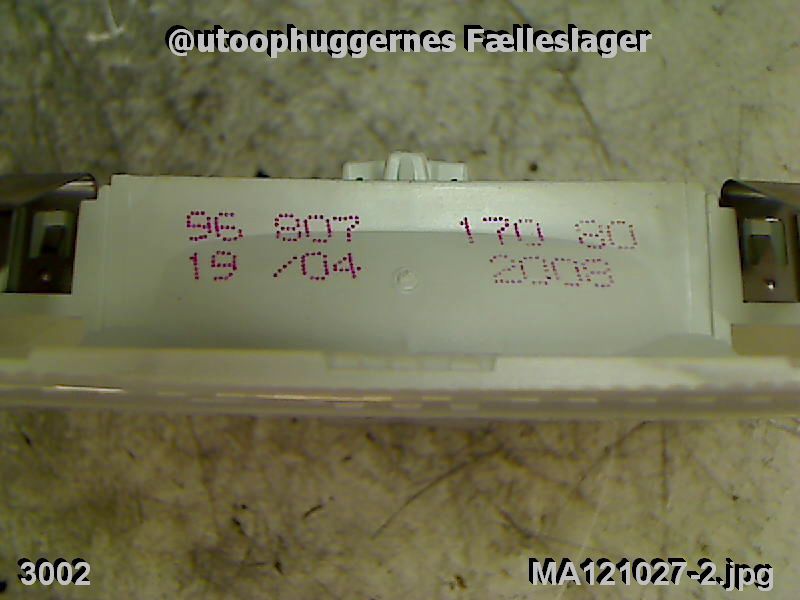 @utoophuggernes Fælleslager
96 807 170 80
19 /04 2008
3002
MA121027-2.jpg